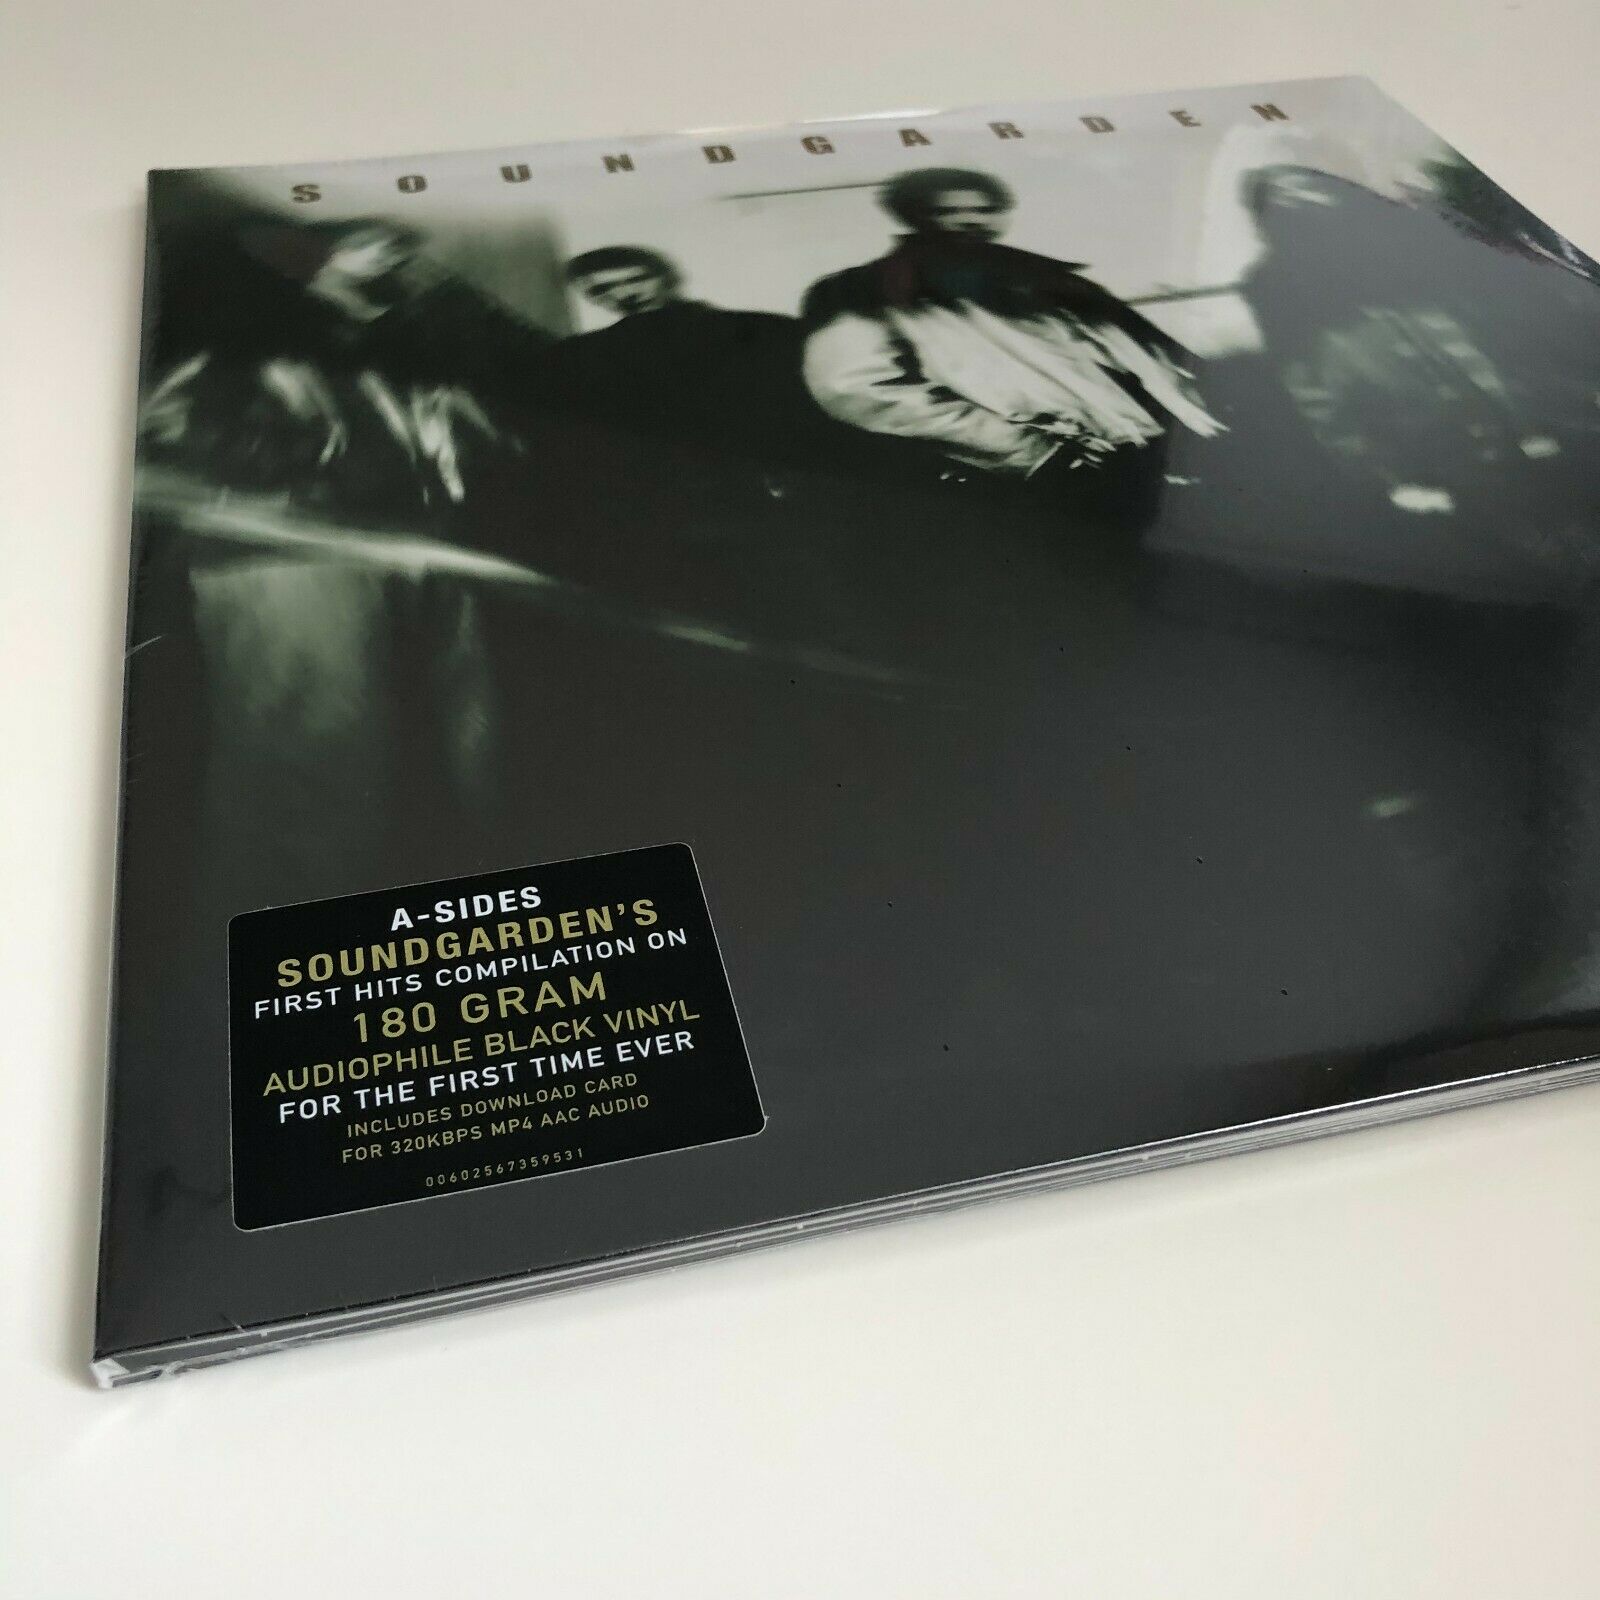 SOUNDGARDEN
A-SIDES
SOUNDGARDEN'S
FIRST HITS COMPILATION ON
180 GRAM
AUDIOPHILE BLACK VINYL
FOR THE FIRST TIME EVER
INCLUDES DOWNLOAD CARD
FOR 320KBPS MP4 AAC AUDIO
00602567359531